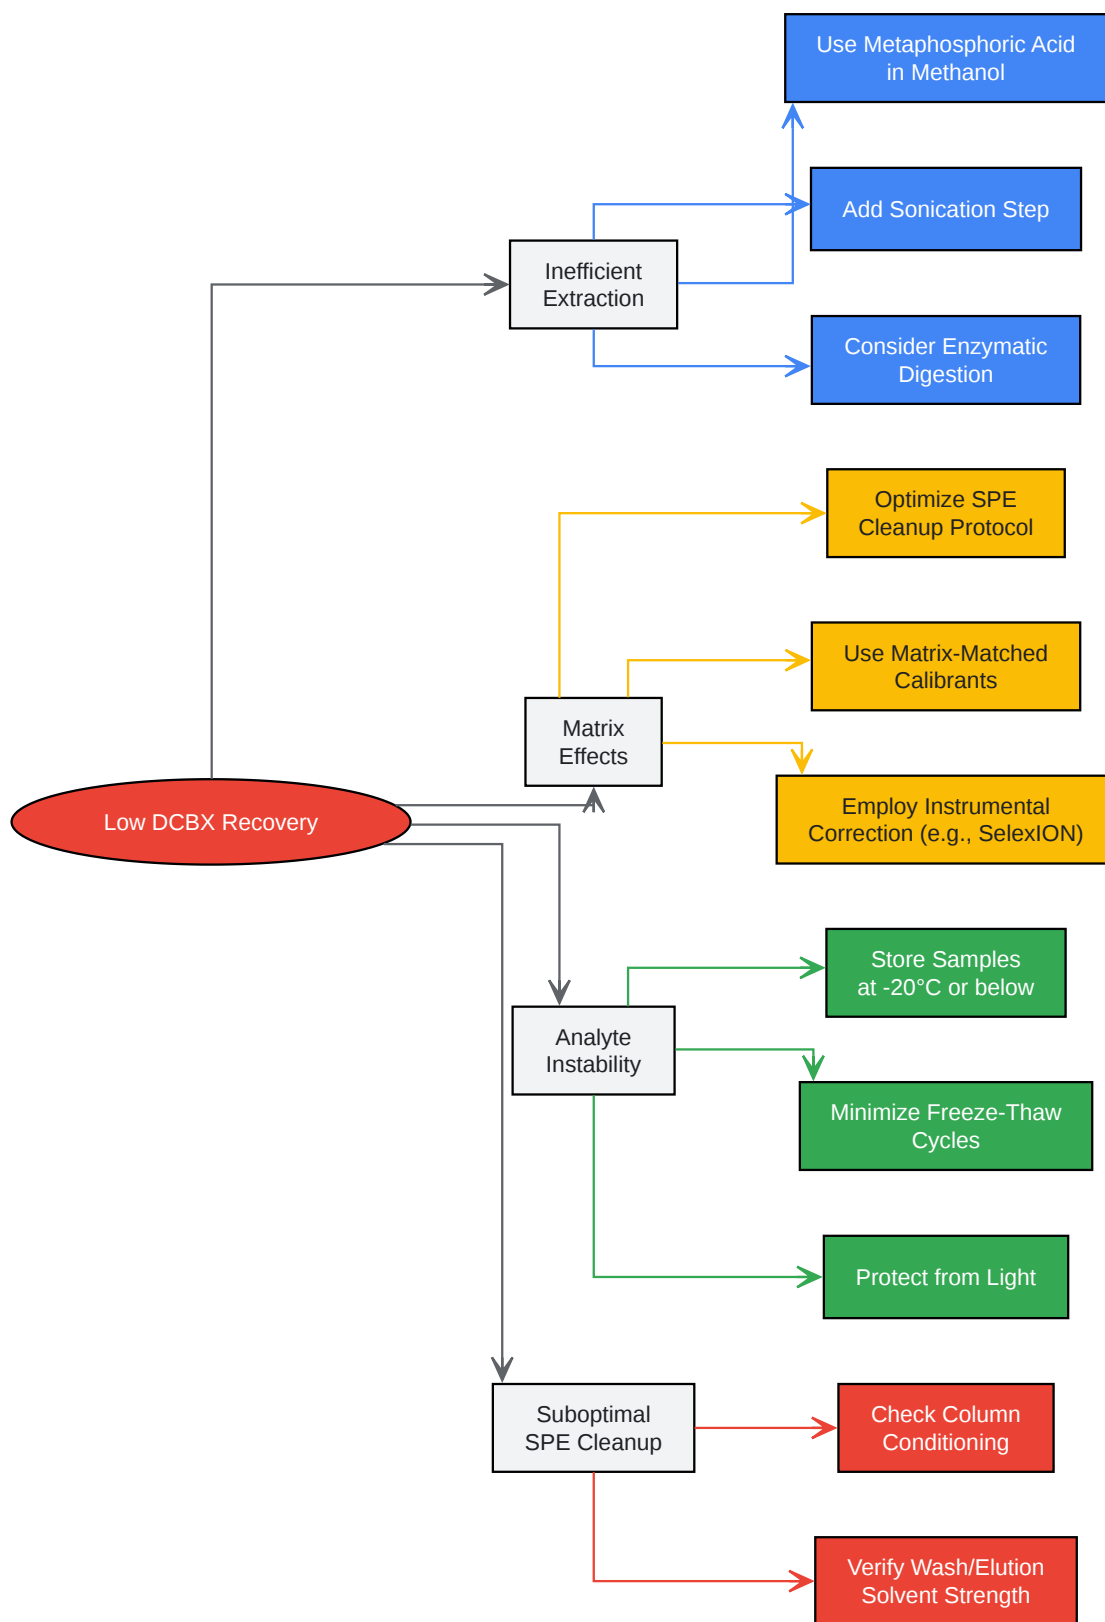 Use Metaphosphoric Acid
in Methanol
Add Sonication Step
Inefficient
Extraction
Consider Enzymatic
Digestion
Optimize SPE
Cleanup Protocol
Use Matrix-Matched
Calibrants
Matrix
Effects
Employ Instrumental
Correction (e.g., SelexION)
Low DCBX Recovery
Store Samples
at -20°C or below
Analyte
Instability
Minimize Freeze-Thaw
Cycles
Protect from Light
Suboptimal
SPE Cleanup
Check Column
Conditioning
Verify Wash/Elution
Solvent Strength